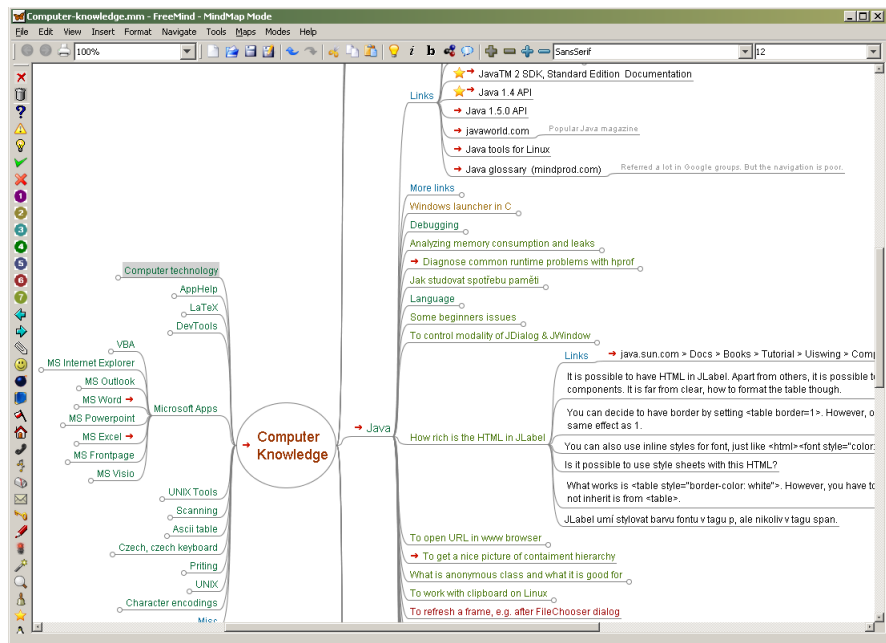 Computer-knowledge.mm - FreeMind - MindMap Mode
File Edit View Insert Format Navigate Tools Maps Modes Help
100%
SansSerif
12
Links
JavaTM 2 SDK, Standard Edition Documentation
Java 1.4 API
Java 1.5.0 API
javaworld.com
Popular Java magazine
Java tools for Linux
Java glossary (mindprod.com)
Referred a lot in Google groups. But the navigation is poor.
More links
Windows launcher in C
Debugging
Analyzing memory consumption and leaks
Diagnose common runtime problems with hprof
Jak studovat spotřebu paměti
Language
Some beginners issues
To control modality of JDialog & JWindow
Computer technology
AppHelp
LaTeX
DevTools
VBA
MS Internet Explorer
MS Outlook
MS Word
MS Powerpoint
MS Excel
MS Frontpage
MS Visio
Microsoft Apps
Computer
Knowledge
Java
How rich is the HTML in JLabel
Links
java.sun.com > Docs > Books > Tutorial > Uiswing > Comp
It is possible to have HTML in JLabel. Apart from others, it is possible t
components. It is far from clear, how to format the table though.
You can decide to have border by setting <table border=1>. However, o
same effect as 1.
You can also use inline styles for font, just like <html><font style="color:
Is it possible to use style sheets with this HTML?
What works is <table style="border-color: white">. However, you have to
not inherit is from <table>.
JLabel umí stylovat barvu fontu v tagu p, ale nikoliv v tagu span.
UNIX Tools
Scanning
Ascii table
Czech, czech keyboard
Priting
UNIX
Character encodings
Misc
To open URL in www browser
To get a nice picture of contaiment hierarchy
What is anonymous class and what it is good for
To work with clipboard on Linux
To refresh a frame, e.g. after FileChooser dialog